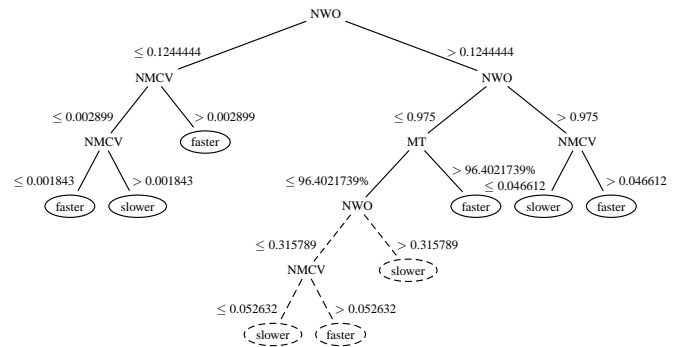 NWO
≤ 0.1244444 > 0.1244444
NMCV NWO
≤ 0.002899 > 0.002899 ≤ 0.975 > 0.975
NMCV faster MT NMCV
≤ 0.001843 > 0.001843 ≤ 96.4021739% > 96.4021739% ≤ 0.046612 > 0.046612
faster slower NWO faster slower faster
≤ 0.315789 > 0.315789
NMCV slower
≤ 0.052632 > 0.052632
slower faster